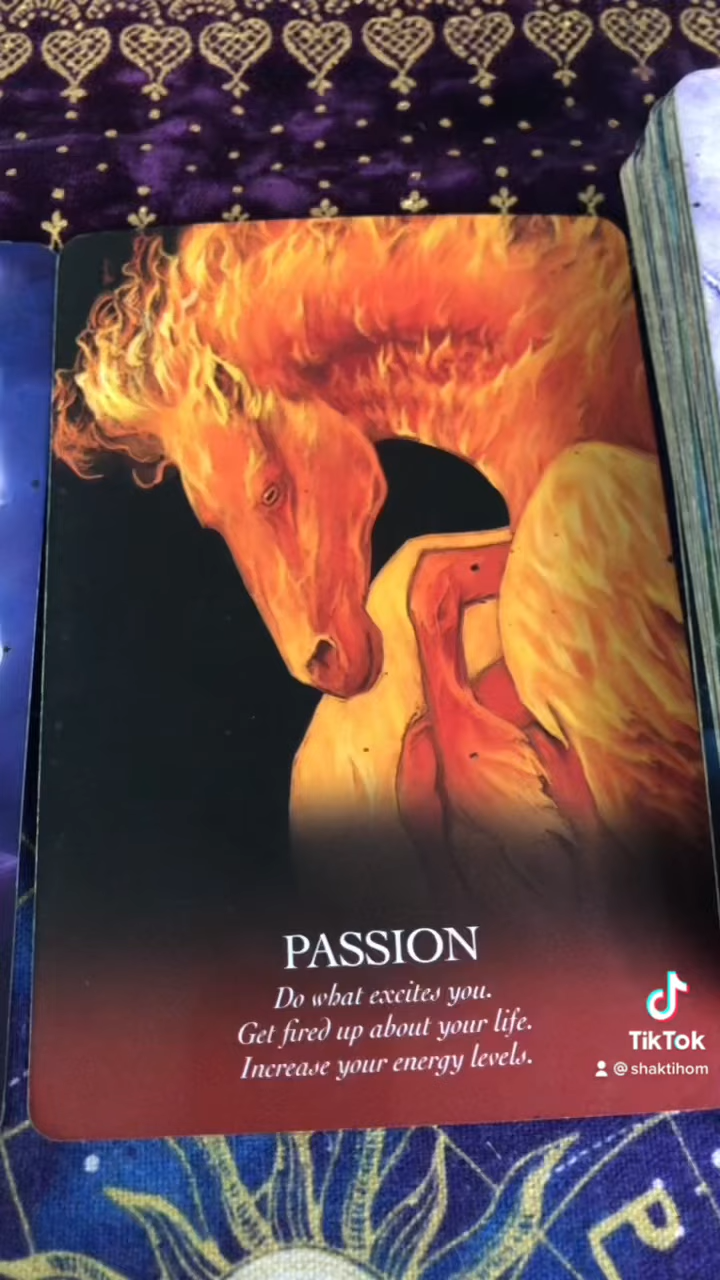 PASSION
Do what excites you.
Get fired up about your life.
Increase your energy levels.
TikTok
@shaktihom